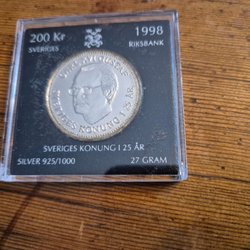 200 Kr
1998
SVERIGES
RIKSBANK
SVERIGES KONUNG I 25 ÅR
SVERIGES KONUNG I 25 ÅR
SILVER 925/1000
27 GRAM